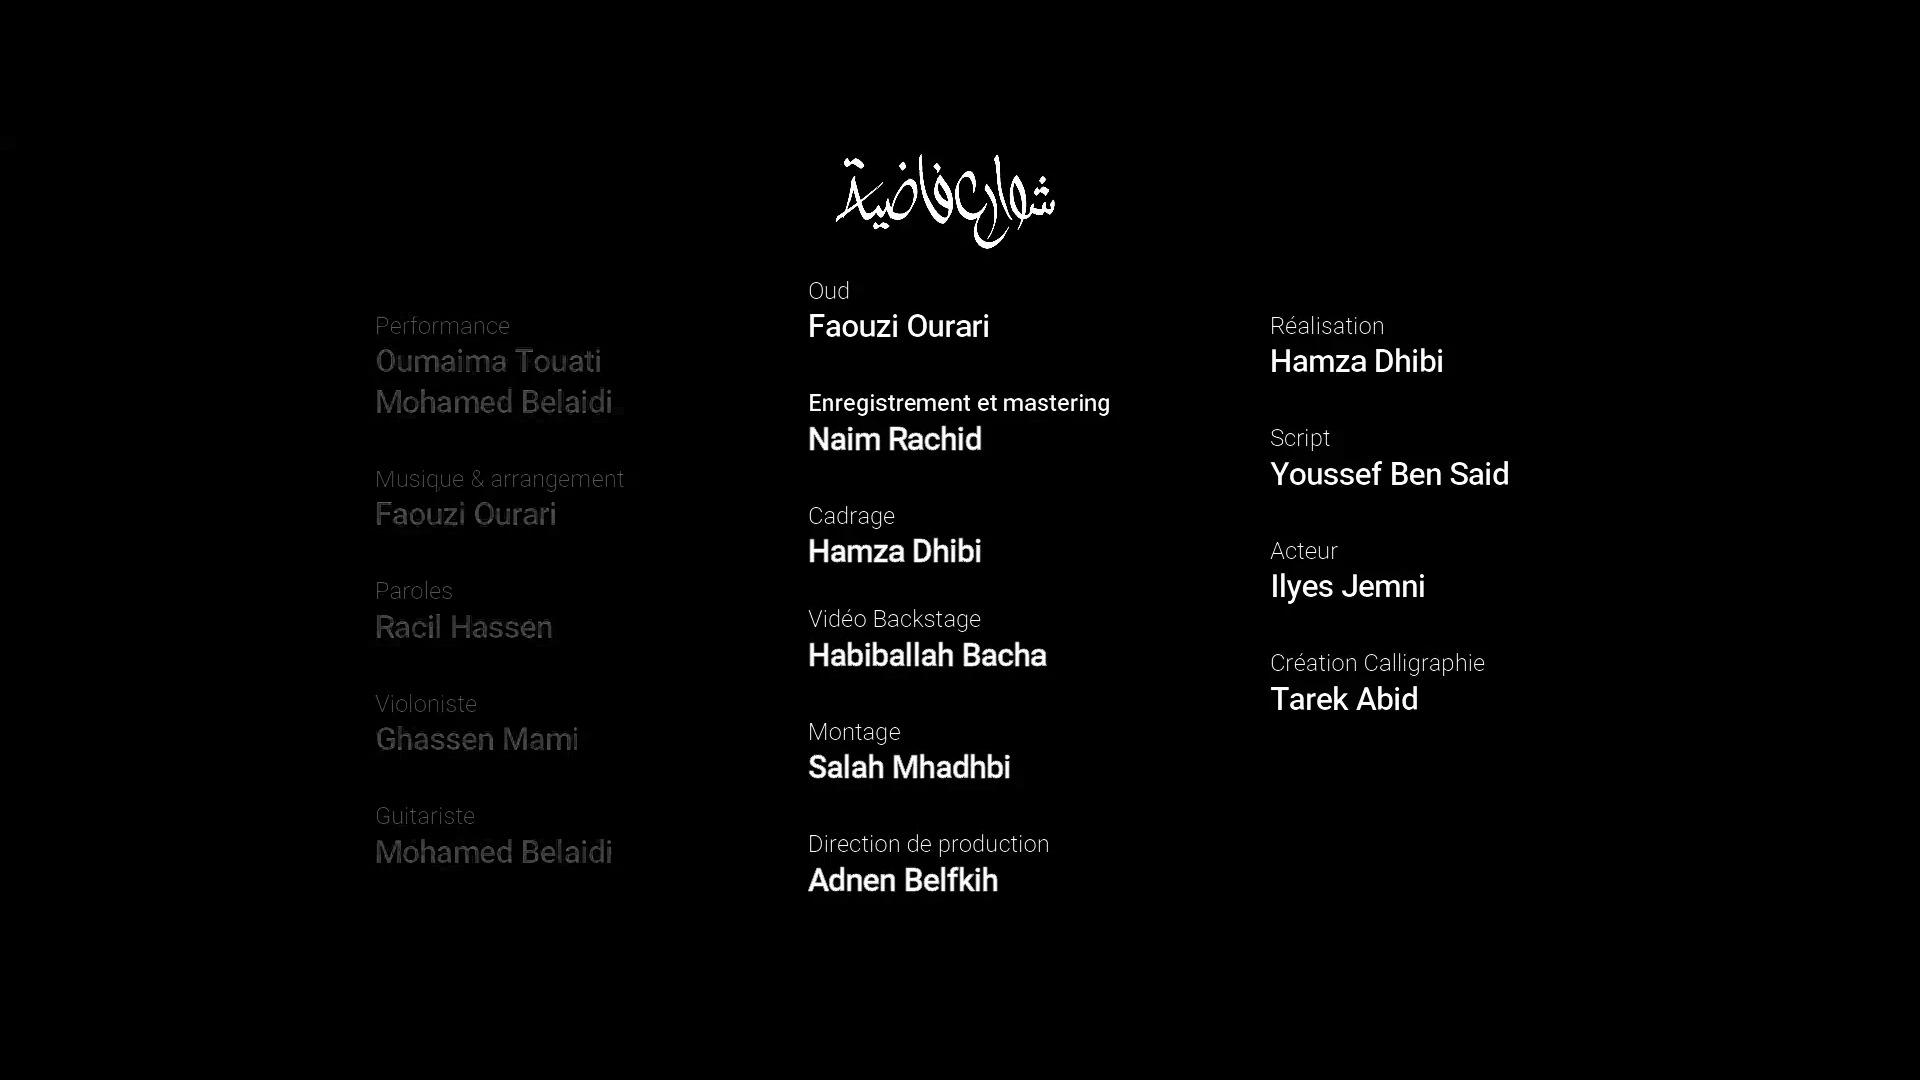 شوارع فاضية
Performance
Oumaima Touati
Mohamed Belaidi
Musique & arrangement
Faouzi Ourari
Paroles
Racil Hassen
Violoniste
Ghassen Mami
Guitariste
Mohamed Belaidi
Oud
Faouzi Ourari
Enregistrement et mastering
Naim Rachid
Cadrage
Hamza Dhibi
Vidéo Backstage
Habiballah Bacha
Montage
Salah Mhadhbi
Direction de production
Adnen Belfkih
Réalisation
Hamza Dhibi
Script
Youssef Ben Said
Acteur
Ilyes Jemni
Création Calligraphie
Tarek Abid